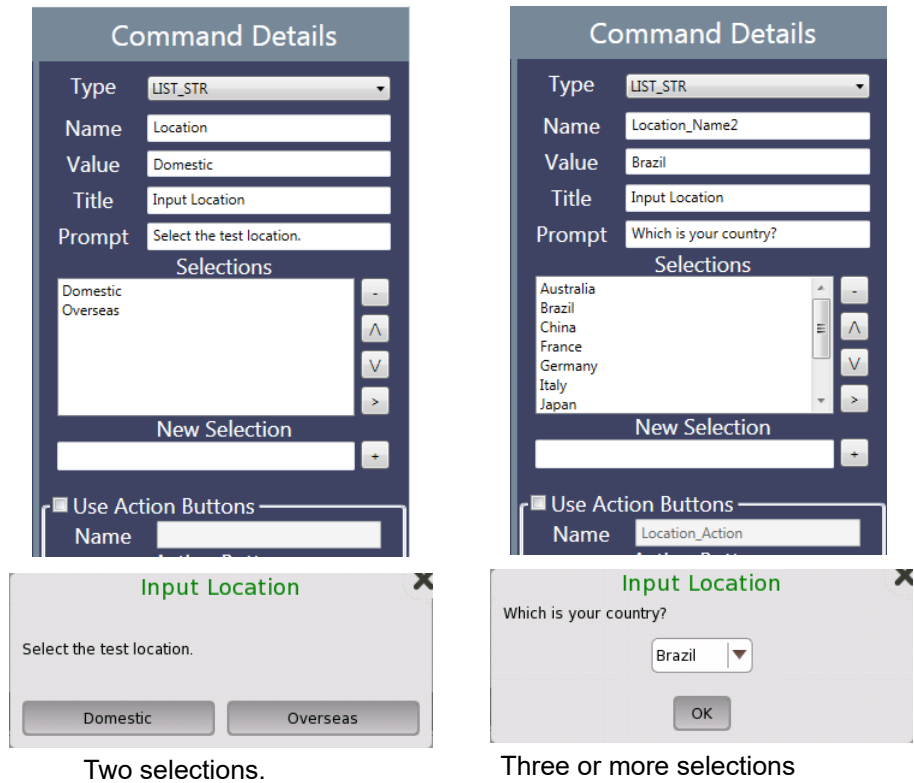 Command Details
Type LIST_STR
Name Location
Value Domestic
Title Input Location
Prompt Select the test location.
Selections
Domestic
Overseas
-
Λ
V
>
New Selection
+
Use Action Buttons
Name
Input Location
Select the test location.
Domestic Overseas
Two selections.
Command Details
Type LIST_STR
Name Location_Name2
Value Brazil
Title Input Location
Prompt Which is your country?
Selections
Australia
Brazil
China
France
Germany
Italy
Japan
-
Λ
V
>
New Selection
+
Use Action Buttons
Name Location_Action
Input Location
Which is your country?
Brazil
OK
Three or more selections